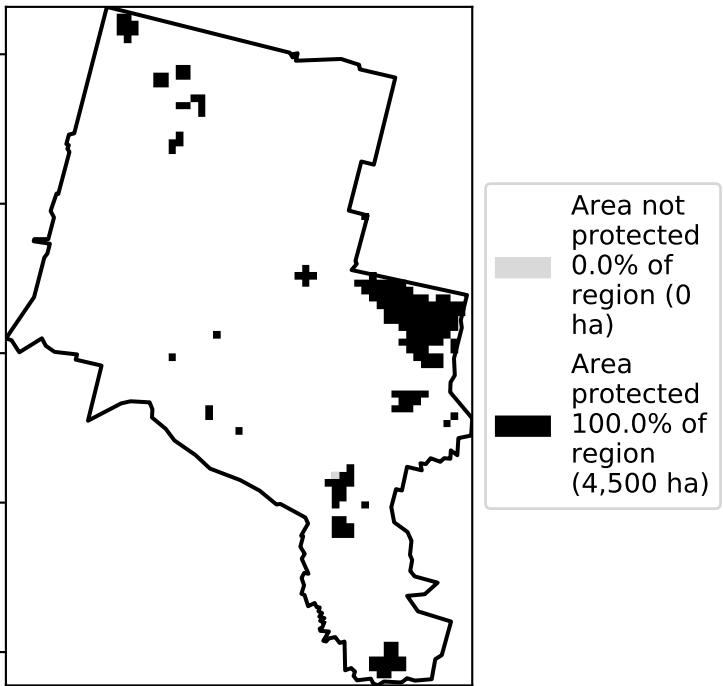 Area not
protected
0.0% of
region (0
ha)
Area
protected
100.0% of
region
(4,500 ha)